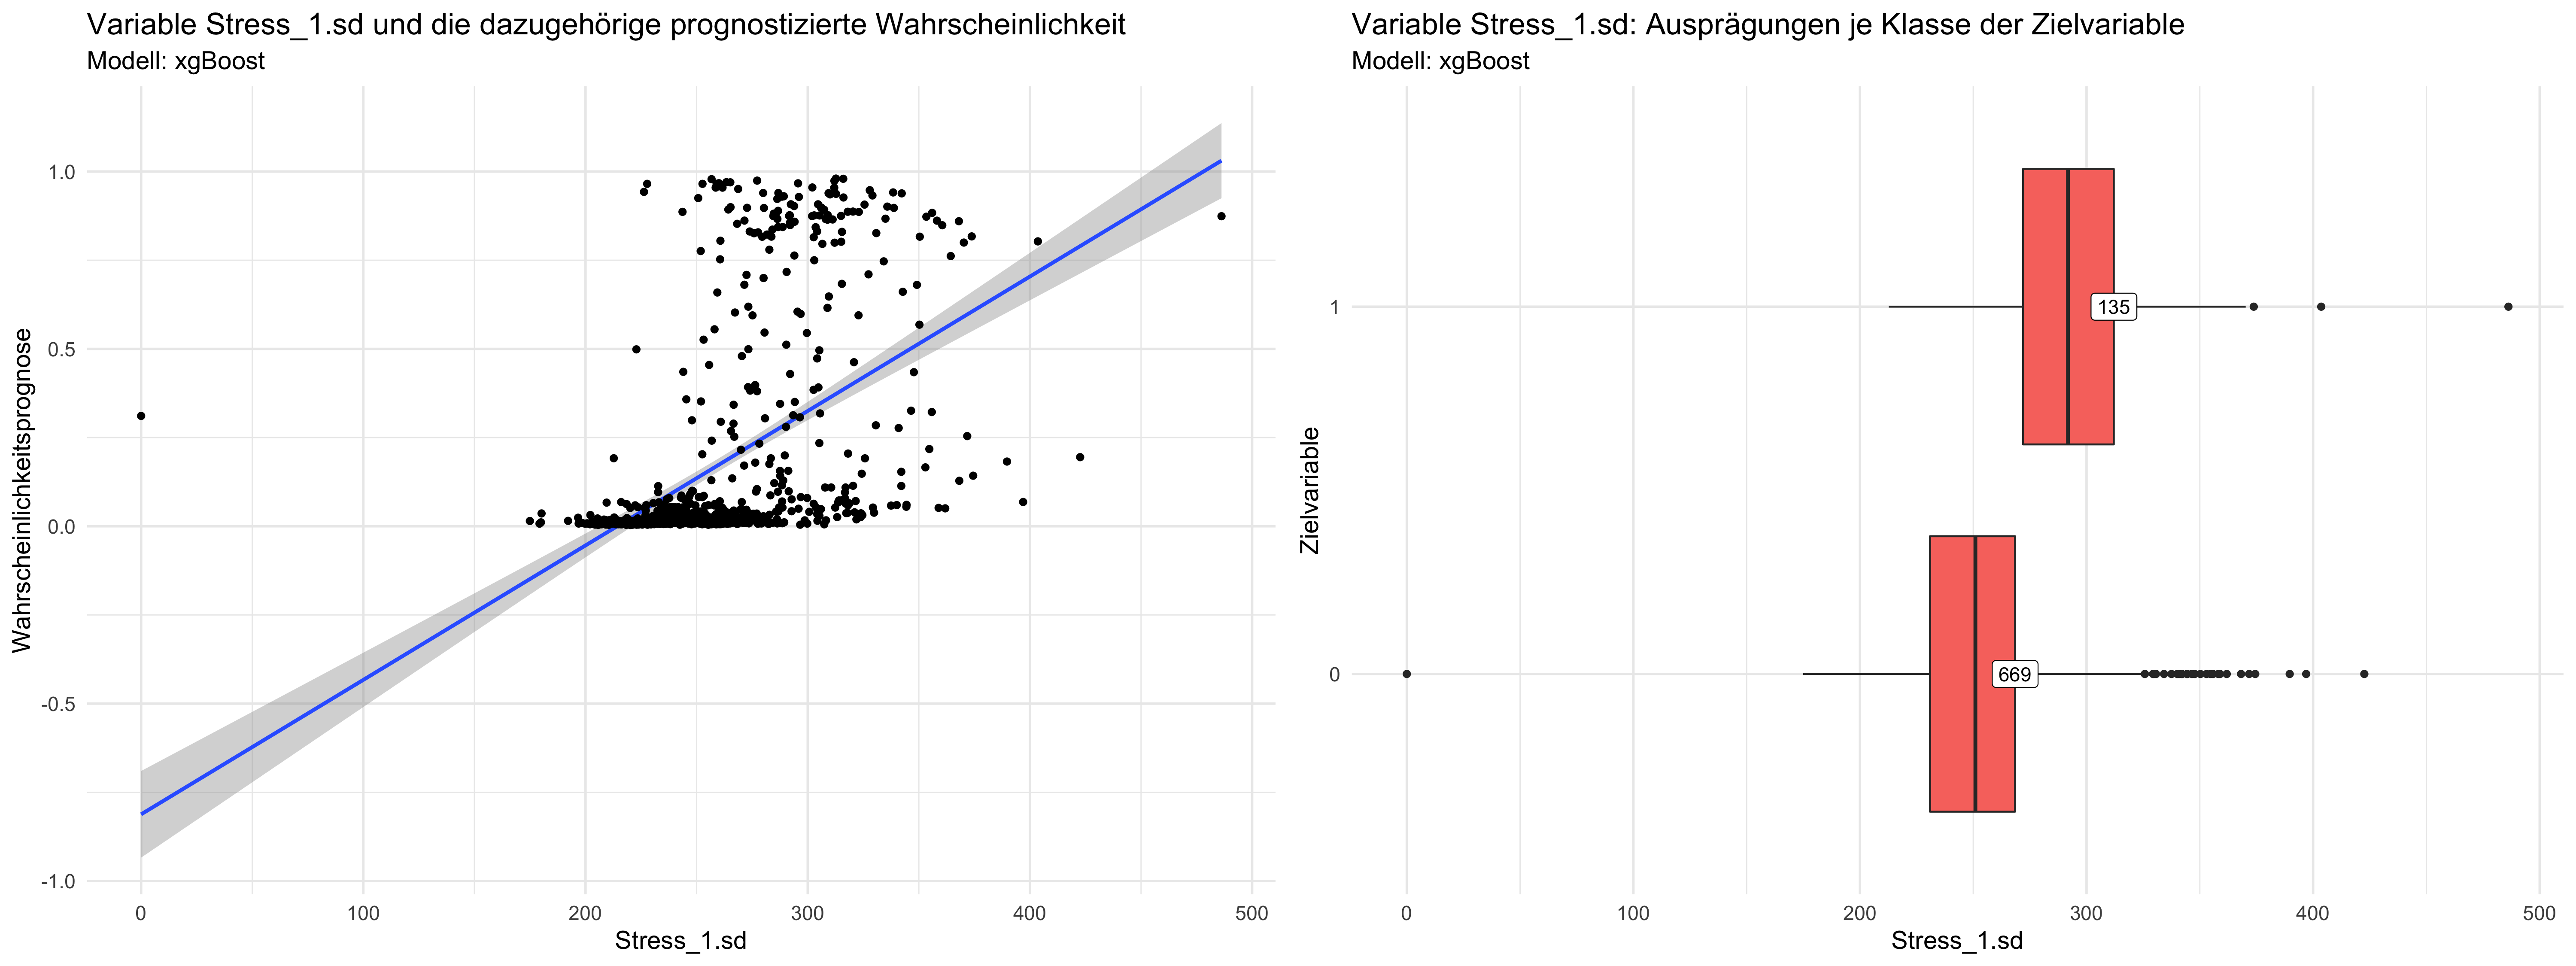 Variable Stress_1.sd und die dazugehörige prognostizierte Wahrscheinlichkeit
Modell: xgBoost
Wahrscheinlichkeitsprognose
1.0
0.5
0.0
-0.5
-1.0
0 100 200 300 400 500
Stress_1.sd
Variable Stress_1.sd: Ausprägungen je Klasse der Zielvariable
Modell: xgBoost
Zielvariable
1
135
0
669
0 100 200 300 400 500
Stress_1.sd